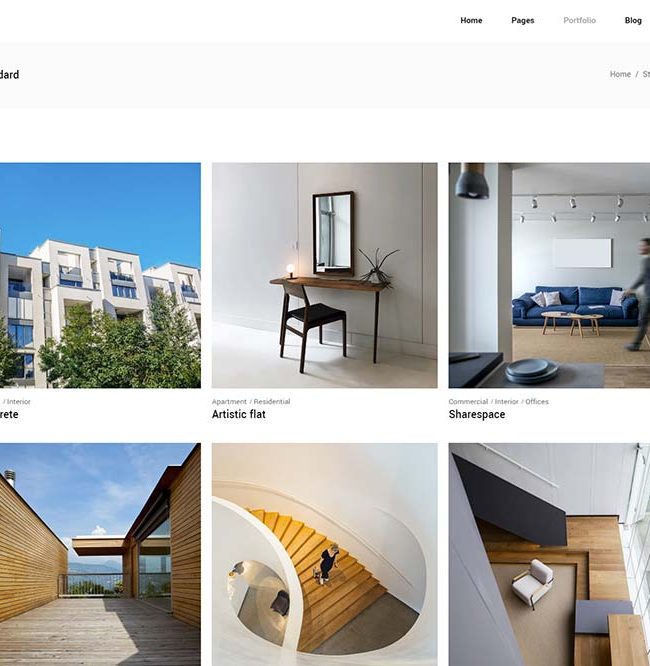 Home Pages Portfolio Blog
dard Home / St
/ Interior
rete
Apartment / Residential
Artistic flat
Commercial / Interior / Offices
Sharespace